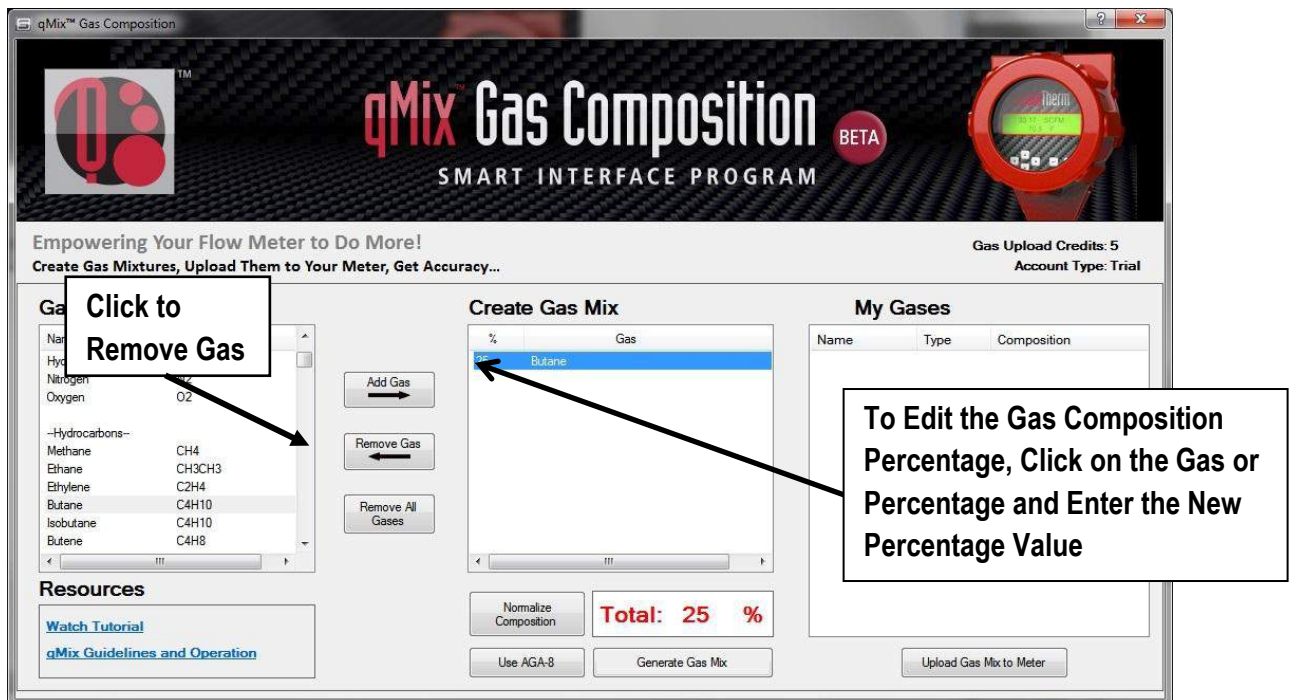 qMix™ Gas Composition
TM
qMix™ Gas Composition BETA
SMART INTERFACE PROGRAM
Empowering Your Flow Meter to Do More!
Create Gas Mixtures, Upload Them to Your Meter, Get Accuracy...
Gas Upload Credits: 5
Account Type: Trial
Click to
Remove Gas
Nitrogen
Oxygen O2
--Hydrocarbons--
Methane CH4
Ethane CH3CH3
Ethylene C2H4
Butane C4H10
Isobutane C4H10
Butene C4H8
Resources
Watch Tutorial
qMix Guidelines and Operation
Add Gas
Remove Gas
Remove All
Gases
Create Gas Mix
% Gas
25 Butane
Normalize
Composition
Total: 25 %
Use AGA-8
Generate Gas Mix
My Gases
Name Type Composition
To Edit the Gas Composition
Percentage, Click on the Gas or
Percentage and Enter the New
Percentage Value
Upload Gas Mix to Meter